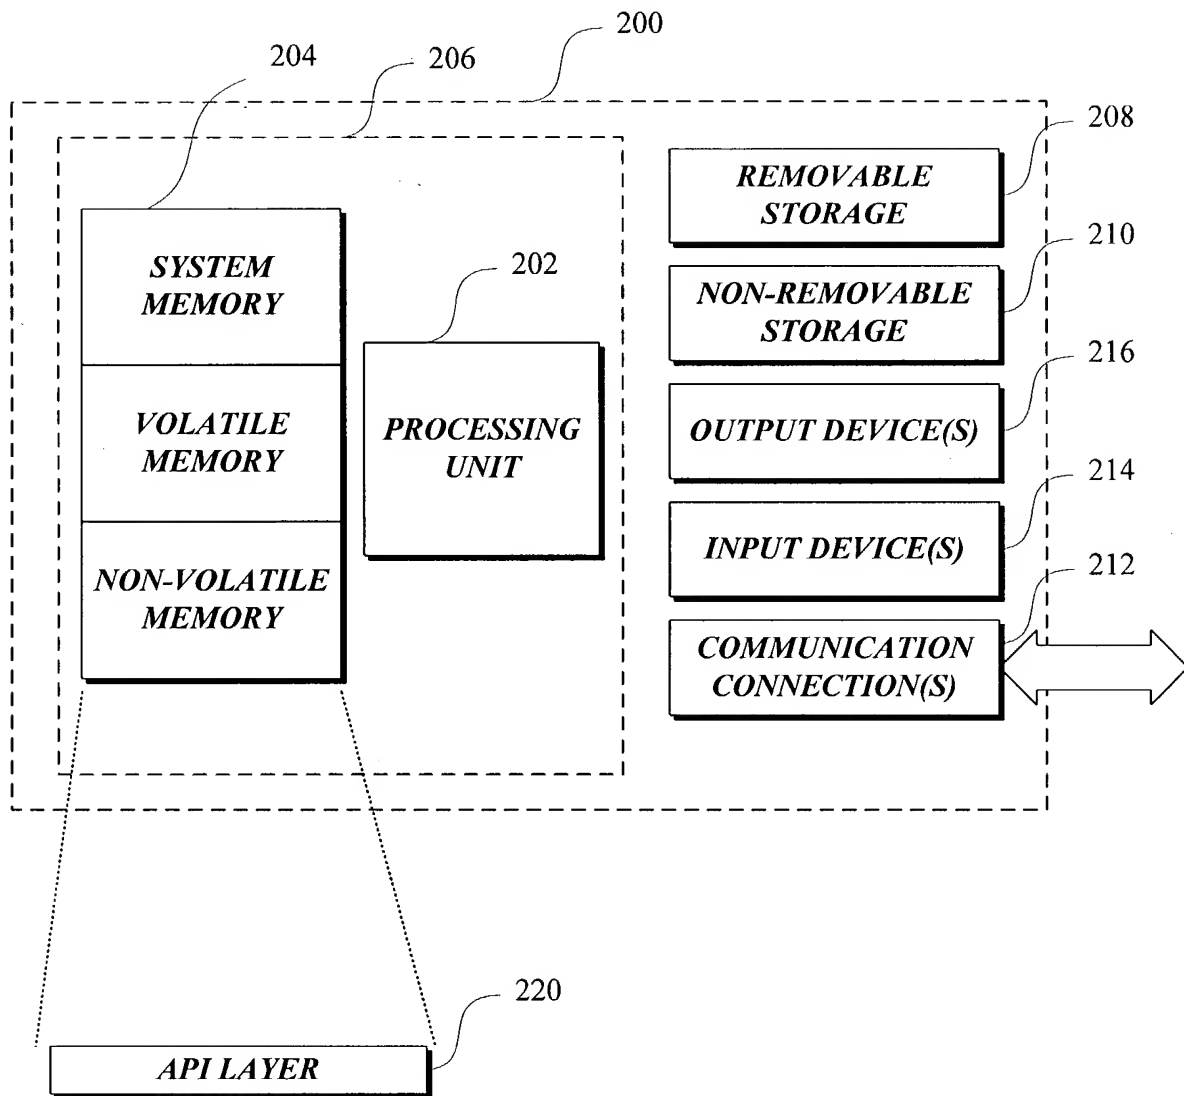 200
204
206
208
REMOVABLE
STORAGE
210
SYSTEM
MEMORY
202
NON-REMOVABLE
STORAGE
216
VOLATILE
MEMORY
PROCESSING
UNIT
OUTPUT DEVICE(S)
214
INPUT DEVICE(S)
212
NON-VOLATILE
MEMORY
COMMUNICATION
CONNECTION(S)
220
API LAYER